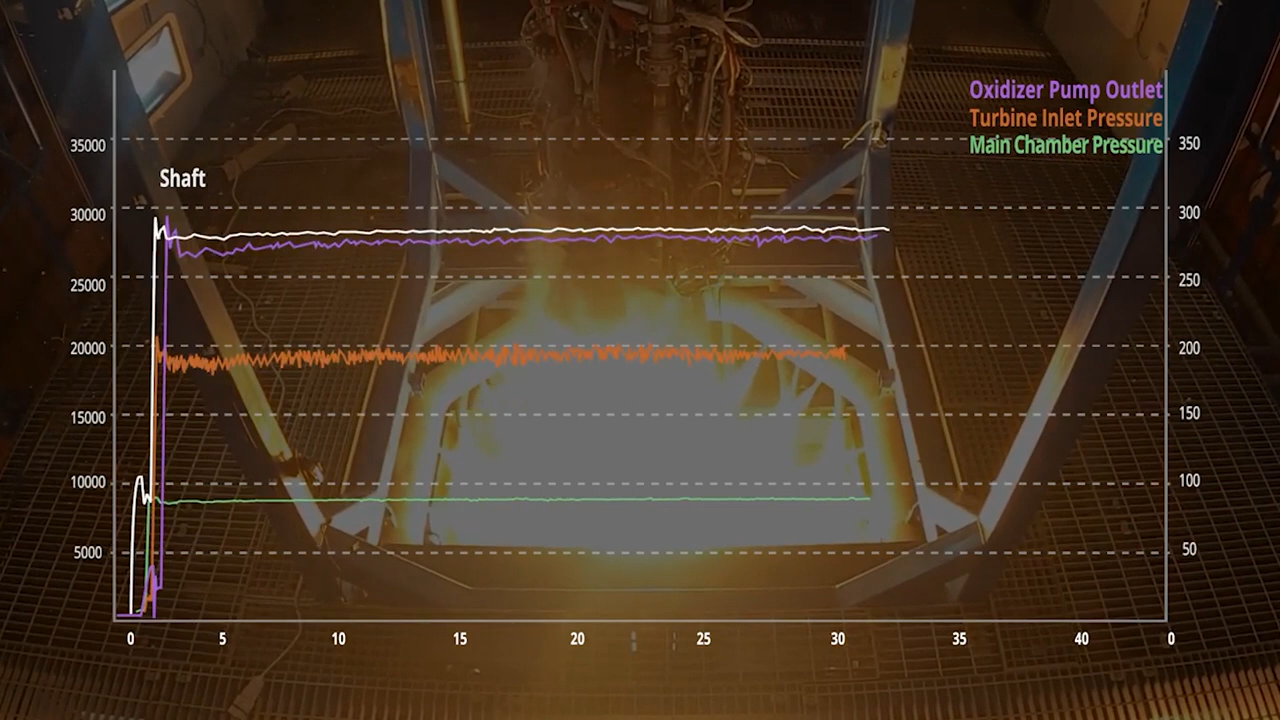 Oxidizer Pump Outlet
Turbine Inlet Pressure
Main Chamber Pressure
35000
350
Shaft
30000
300
25000
250
20000
200
15000
150
10000
100
5000
50
0 5 10 15 20 25 30 35 40 0